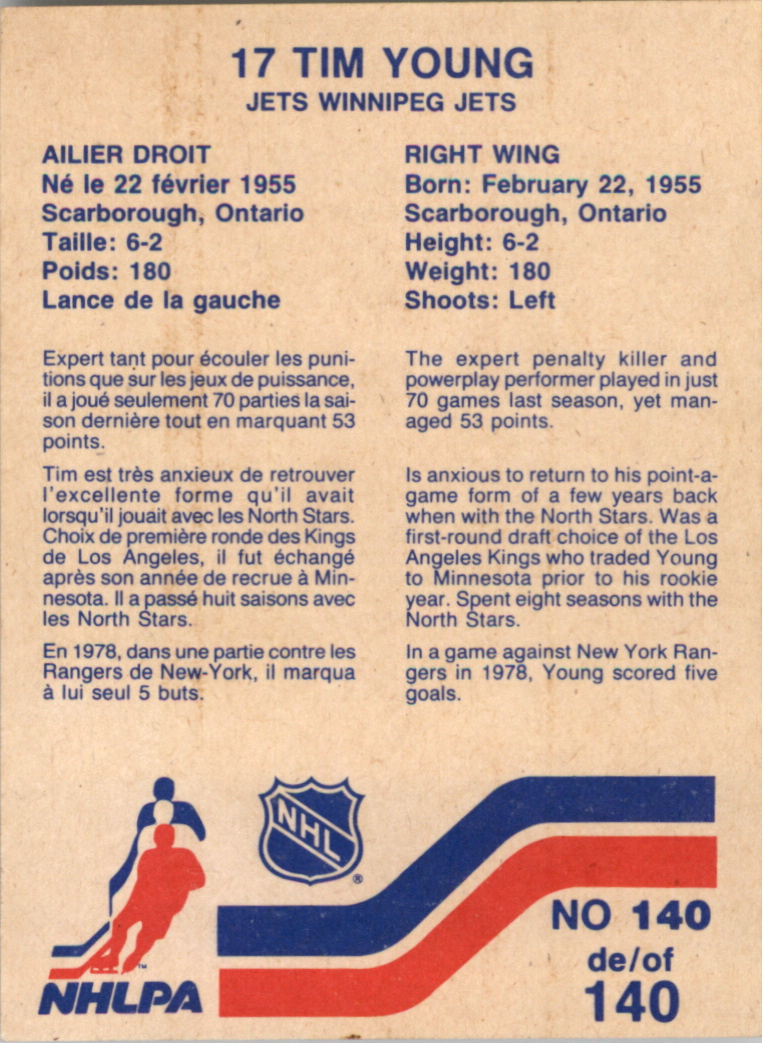 17 TIM YOUNG
JETS WINNIPEG JETS
AILIER DROIT
Né le 22 février 1955
Scarborough, Ontario
Taille: 6-2
Poids: 180
Lance de la gauche
Expert tant pour écouler les puni-
tions que sur les jeux de puissance,
il a joué seulement 70 parties la sai-
son dernière tout en marquant 53
points.
Tim est très anxieux de retrouver
l'excellente forme qu'il avait
lorsqu'il jouait avec les North Stars.
Choix de première ronde des Kings
de Los Angeles, il fut échangé
après son année de recrue à Min-
nesota. Il a passé huit saisons avec
les North Stars.
En 1978, dans une partie contre les
Rangers de New-York, il marqua
à lui seul 5 buts.
RIGHT WING
Born: February 22, 1955
Scarborough, Ontario
Height: 6-2
Weight: 180
Shoots: Left
The expert penalty killer and
powerplay performer played in just
70 games last season, yet man-
aged 53 points.
Is anxious to return to his point-a-
game form of a few years back
when with the North Stars. Was a
first-round draft choice of the Los
Angeles Kings who traded Young
to Minnesota prior to his rookie
year. Spent eight seasons with the
North Stars.
In a game against New York Ran-
gers in 1978, Young scored five
goals.
NHL
®
™
NHLPA
NO 140
de/of
140